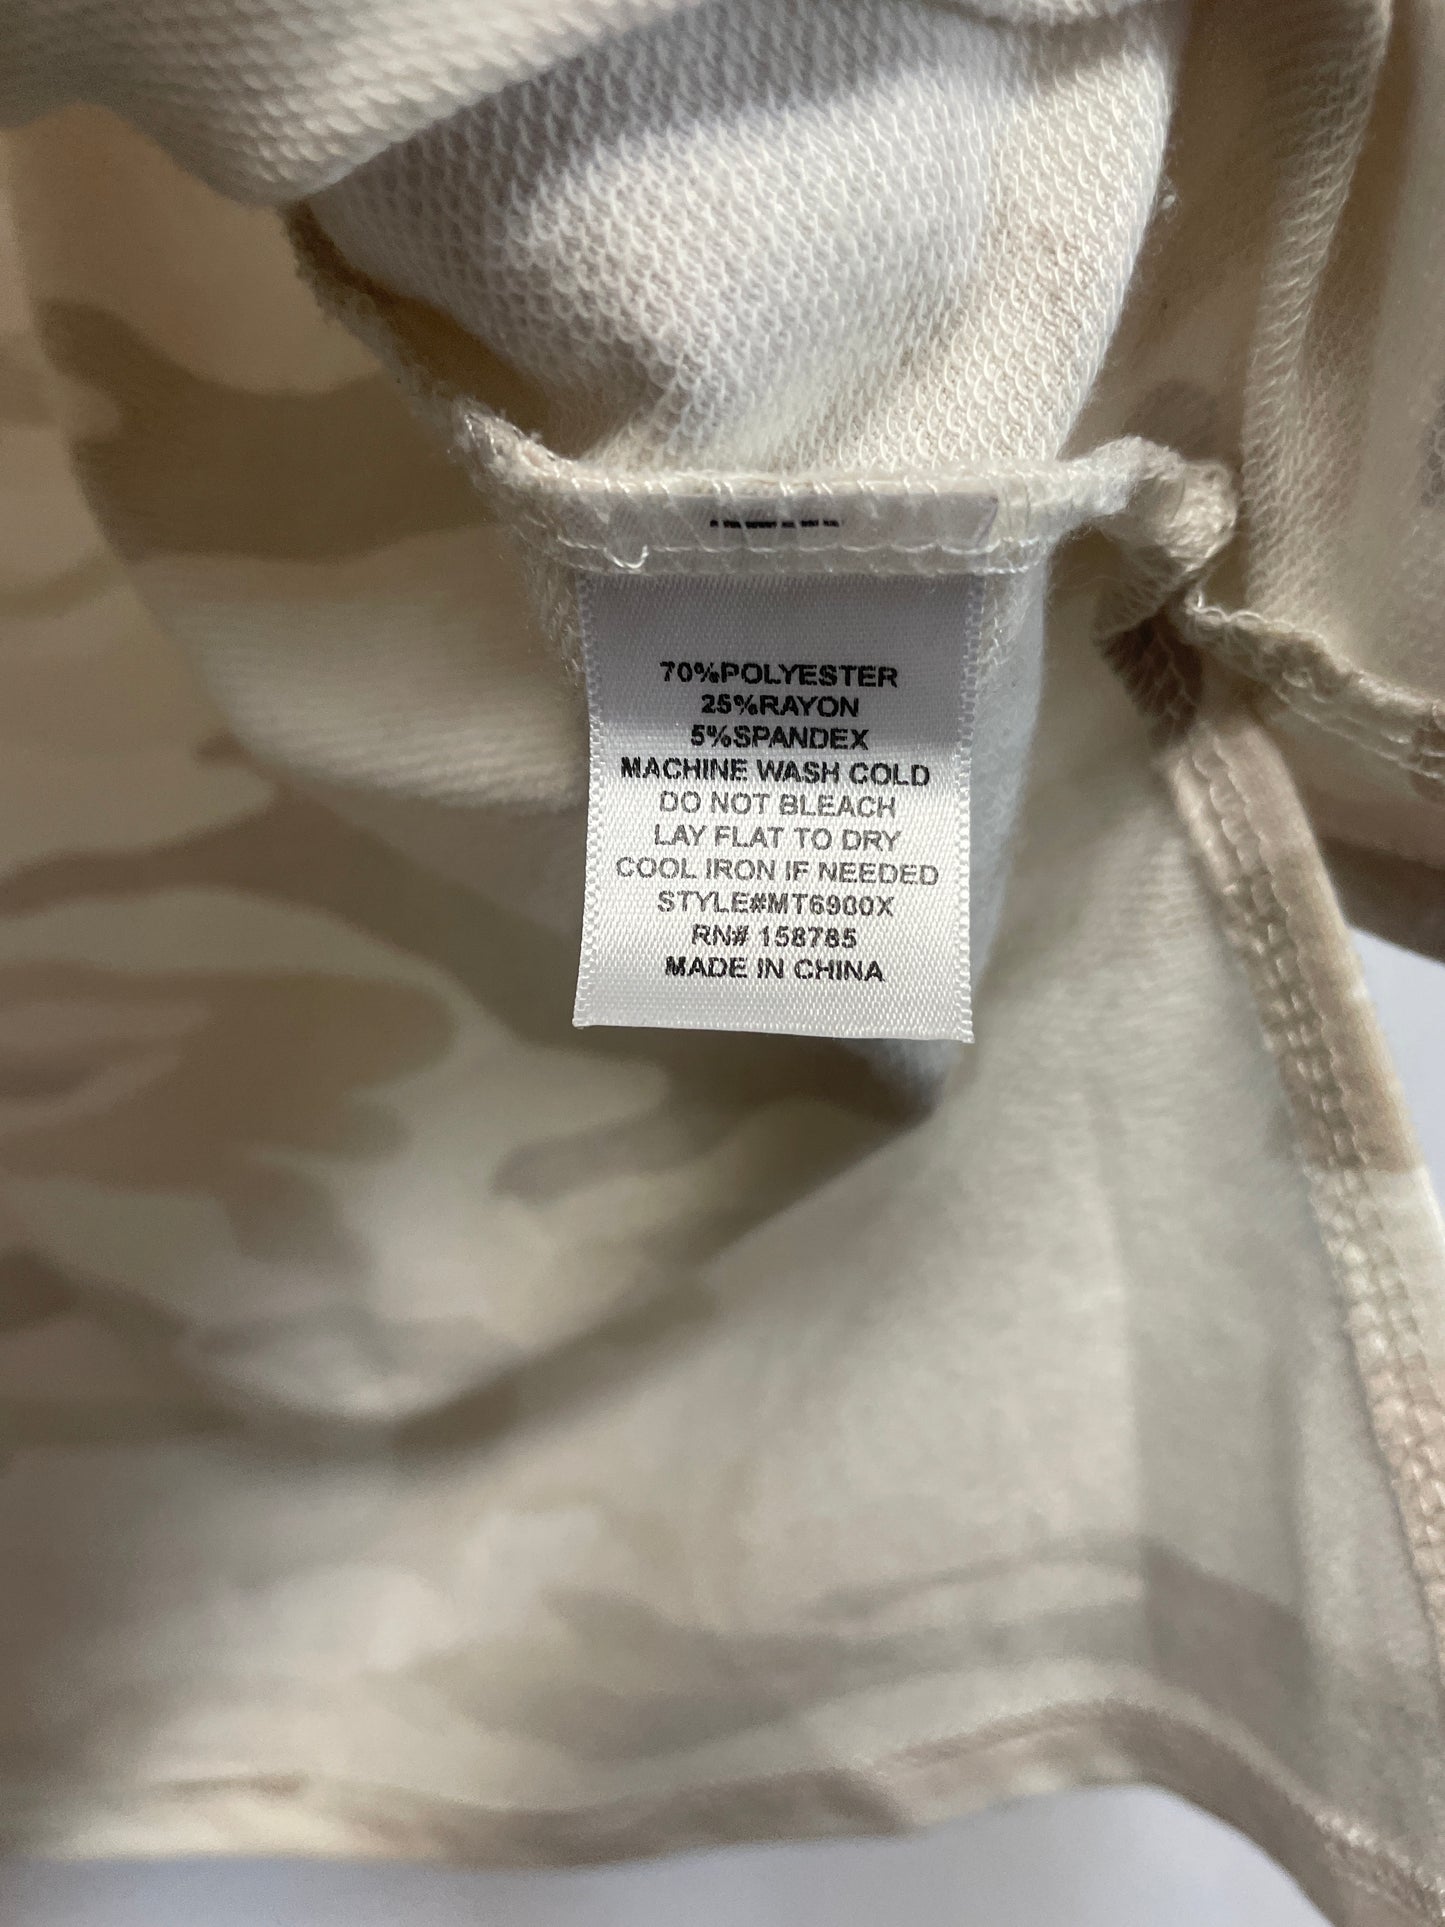 70%POLYESTER
25%RAYON
5%SPANDEX
MACHINE WASH COLD
DO NOT BLEACH
LAY FLAT TO DRY
COOL IRON IF NEEDED
STYLE#MT6900X
RN# 158785
MADE IN CHINA